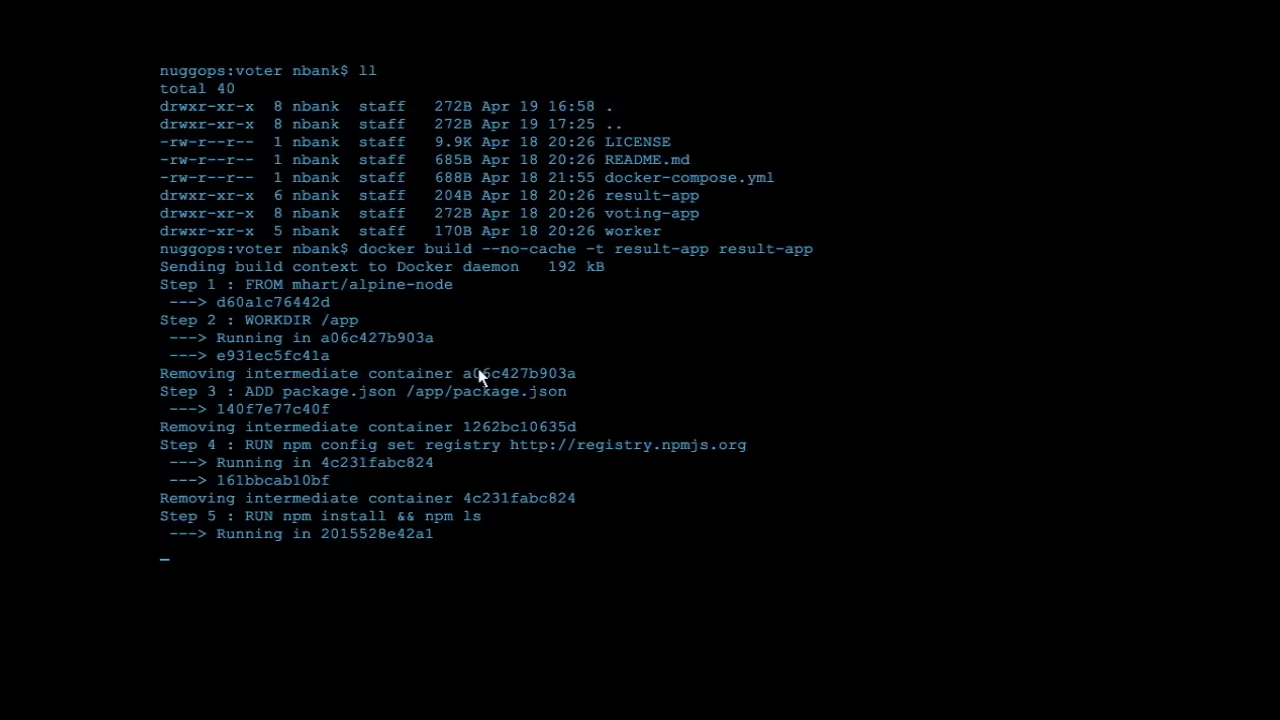 nuggops:voter nbank$ ll
total 40
drwxr-xr-x  8 nbank  staff   272B Apr 19 16:58 .
drwxr-xr-x  8 nbank  staff   272B Apr 19 17:25 ..
-rw-r--r--  1 nbank  staff   9.9K Apr 18 20:26 LICENSE
-rw-r--r--  1 nbank  staff   685B Apr 18 20:26 README.md
-rw-r--r--  1 nbank  staff   688B Apr 18 21:55 docker-compose.yml
drwxr-xr-x  6 nbank  staff   204B Apr 18 20:26 result-app
drwxr-xr-x  8 nbank  staff   272B Apr 18 20:26 voting-app
drwxr-xr-x  5 nbank  staff   170B Apr 18 20:26 worker
nuggops:voter nbank$ docker build --no-cache -t result-app result-app
Sending build context to Docker daemon   192 kB
Step 1 : FROM mhart/alpine-node
 ---> d60a1c76442d
Step 2 : WORKDIR /app
 ---> Running in a06c427b903a
 ---> e931ec5fc41a
Removing intermediate container a06c427b903a
Step 3 : ADD package.json /app/package.json
 ---> 140f7e77c40f
Removing intermediate container 1262bc10635d
Step 4 : RUN npm config set registry http://registry.npmjs.org
 ---> Running in 4c231fabc824
 ---> 161bbcab10bf
Removing intermediate container 4c231fabc824
Step 5 : RUN npm install && npm ls
 ---> Running in 2015528e42a1